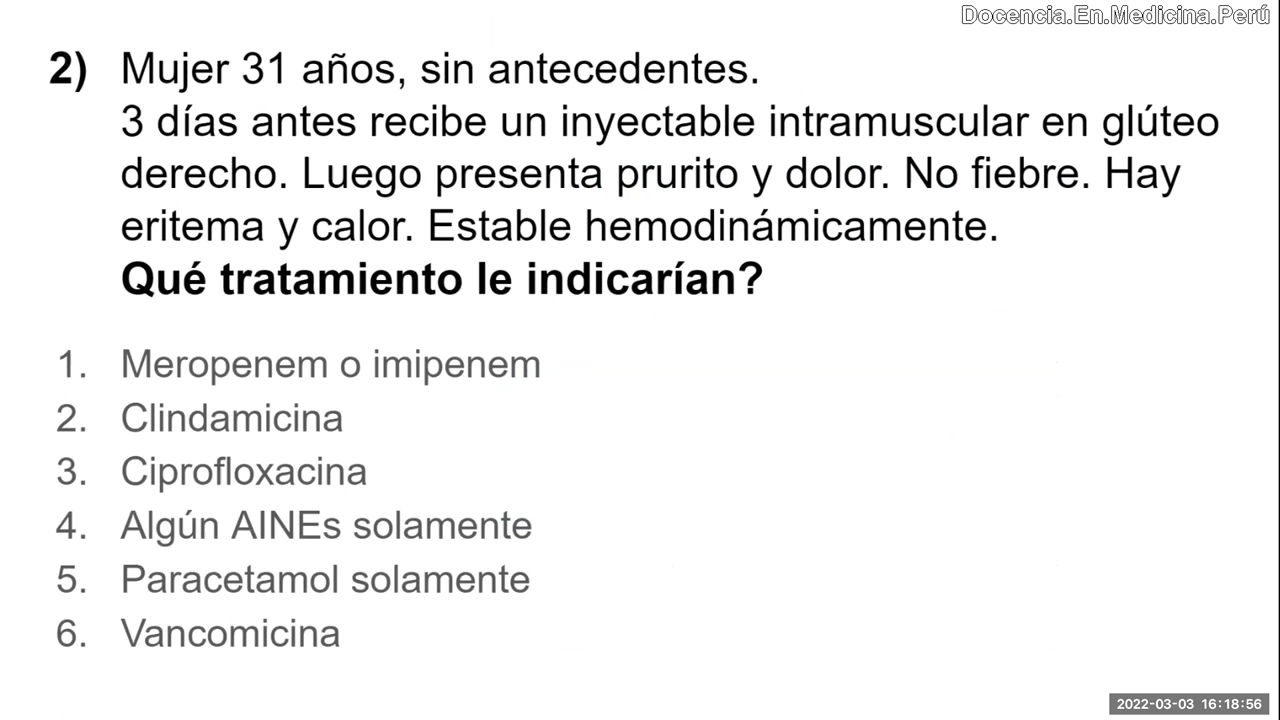 Docencia.En.Medicina.Perú
2) Mujer 31 años, sin antecedentes.
3 días antes recibe un inyectable intramuscular en glúteo
derecho. Luego presenta prurito y dolor. No fiebre. Hay
eritema y calor. Estable hemodinámicamente.
Qué tratamiento le indicarían?
1. Meropenem o imipenem
2. Clindamicina
3. Ciprofloxacina
4. Algún AINEs solamente
5. Paracetamol solamente
6. Vancomicina
2022-03-03 16:18:56